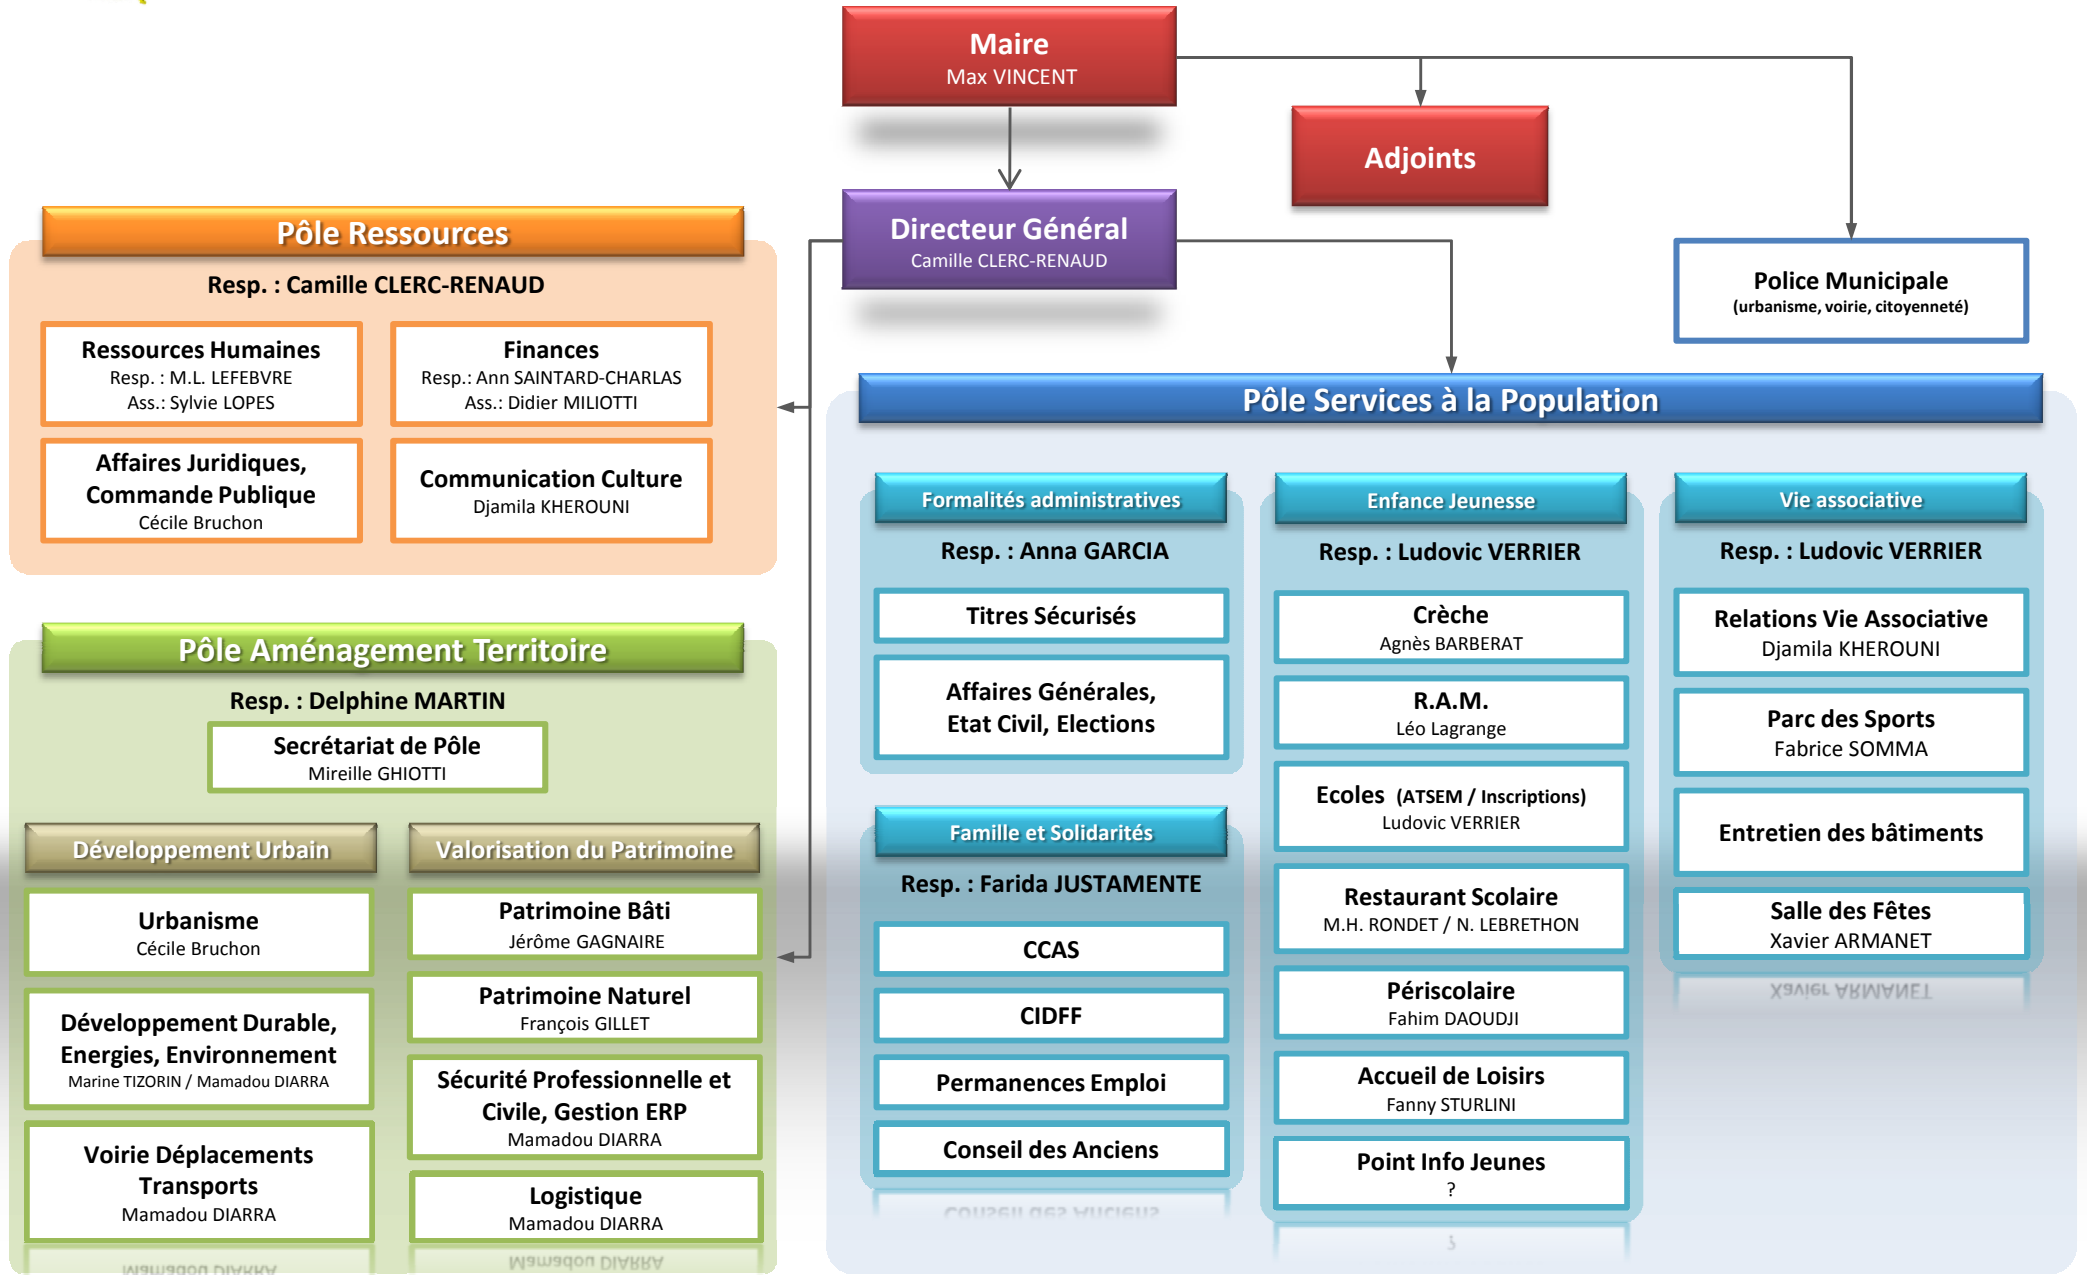 Maire
Max VINCENT
Adjoints
Directeur Général
Camille CLERC-RENAUD
Police Municipale
(urbanisme, voirie, citoyenneté)
Pôle Ressources
Resp. : Camille CLERC-RENAUD
Ressources Humaines
Resp. : M.L. LEFEBVRE
Ass.: Sylvie LOPES
Finances
Resp.: Ann SAINTARD-CHARLAS
Ass.: Didier MILIOTTI
Affaires Juridiques,
Commande Publique
Cécile Bruchon
Communication Culture
Djamila KHEROUNI
Pôle Aménagement Territoire
Resp. : Delphine MARTIN
Secrétariat de Pôle
Mireille GHIOTTI
Développement Urbain
Urbanisme
Cécile Bruchon
Développement Durable,
Energies, Environnement
Marine TIZORIN / Mamadou DIARRA
Voirie Déplacements
Transports
Mamadou DIARRA
Valorisation du Patrimoine
Patrimoine Bâti
Jérôme GAGNAIRE
Patrimoine Naturel
François GILLET
Sécurité Professionnelle et
Civile, Gestion ERP
Mamadou DIARRA
Logistique
Mamadou DIARRA
Pôle Services à la Population
Formalités administratives
Resp. : Anna GARCIA
Titres Sécurisés
Affaires Générales,
Etat Civil, Elections
Famille et Solidarités
Resp. : Farida JUSTAMENTE
CCAS
CIDFF
Permanences Emploi
Conseil des Anciens
Enfance Jeunesse
Resp. : Ludovic VERRIER
Crèche
Agnès BARBERAT
R.A.M.
Léo Lagrange
Ecoles (ATSEM / Inscriptions)
Ludovic VERRIER
Restaurant Scolaire
M.H. RONDET / N. LEBRETHON
Périscolaire
Fahim DAOUDJI
Accueil de Loisirs
Fanny STURLINI
Point Info Jeunes
?
Vie associative
Resp. : Ludovic VERRIER
Relations Vie Associative
Djamila KHEROUNI
Parc des Sports
Fabrice SOMMA
Entretien des bâtiments
Salle des Fêtes
Xavier ARMANET